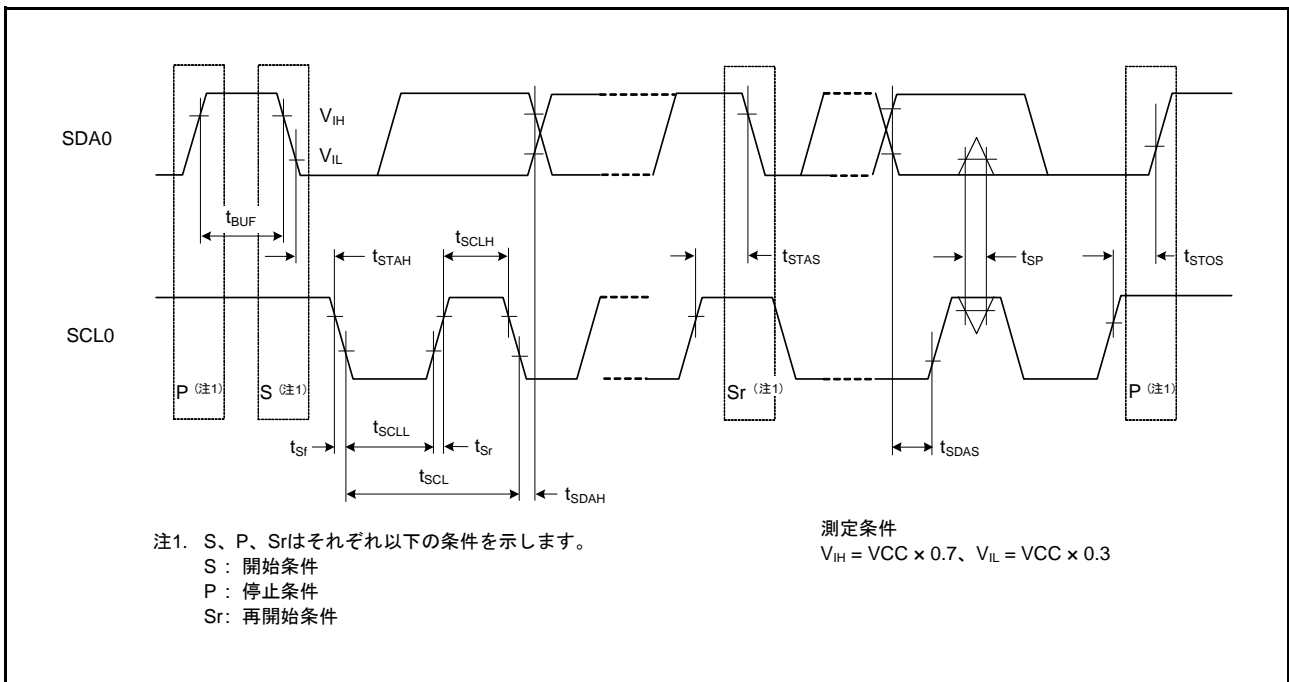 SDA0
VIH
VIL
tBUF
tSTAH
tSCLH
tSTAS
tSP
tSTOS
SCL0
P（注1）
S（注1）
Sr（注1）
P（注1）
tSf
tSCLL
tSr
tSCL
tSDAH
tSDAS
注1. S、P、Srはそれぞれ以下の条件を示します。
S： 開始条件
P： 停止条件
Sr： 再開始条件
測定条件
VIH = VCC × 0.7、VIL = VCC × 0.3